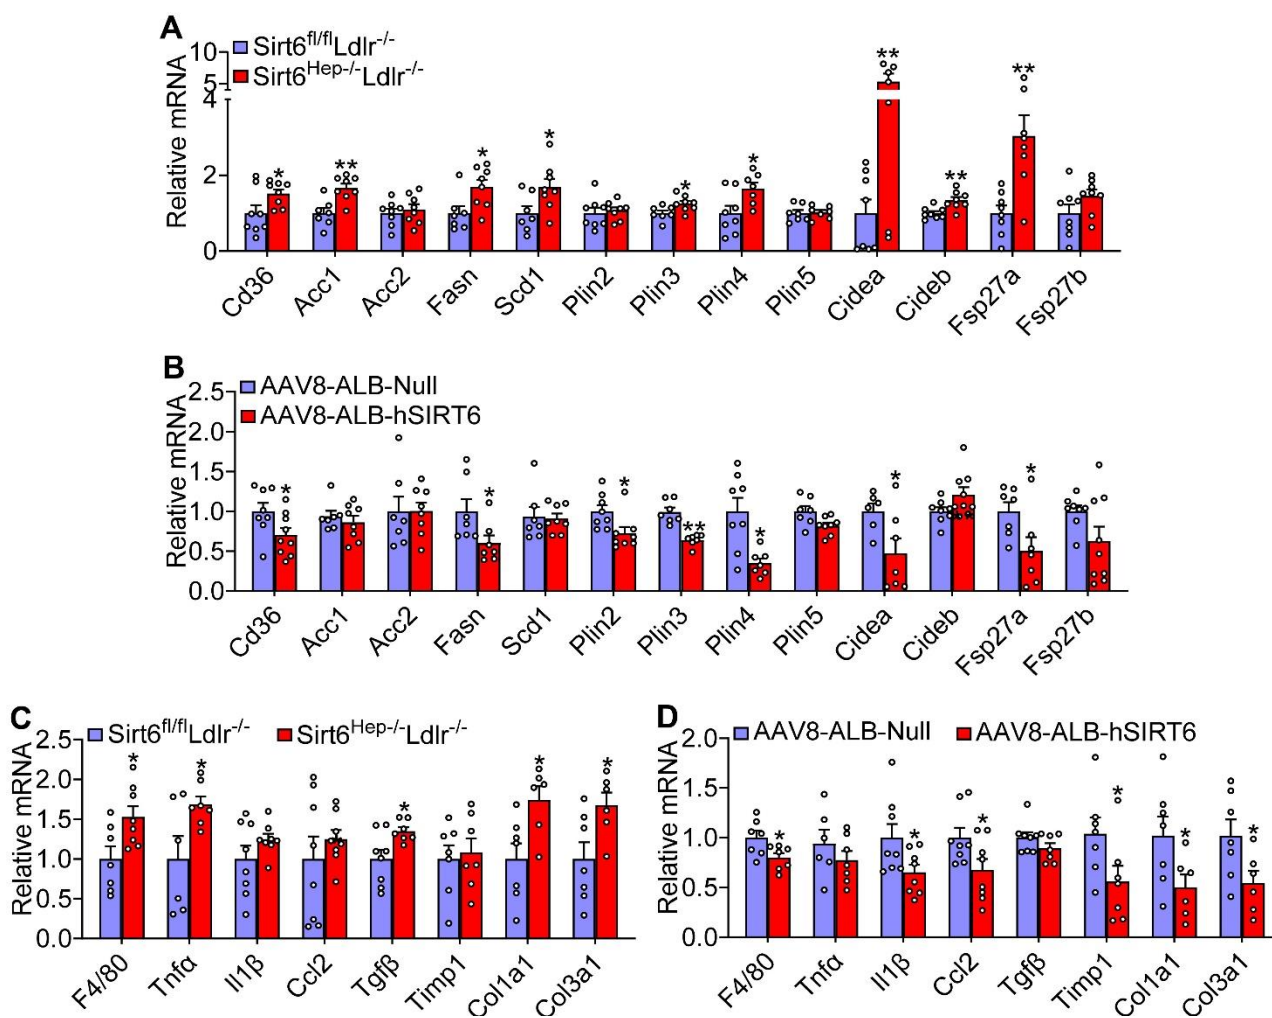 A
Sirt6fl/flLdlr-/-
Sirt6Hep-/-Ldlr-/-
Relative mRNA
10
5
4
2
0
* ** * * * * ** ** **
Cd36 Acc1 Acc2 Fasn Scd1 Plin2 Plin3 Plin4 Plin5 Cidea Cideb Fsp27a Fsp27b
B
AAV8-ALB-Null
AAV8-ALB-hSIRT6
Relative mRNA
2.5
2.0
1.5
1.0
0.5
0.0
* * * ** * * ** *
Cd36 Acc1 Acc2 Fasn Scd1 Plin2 Plin3 Plin4 Plin5 Cidea Cideb Fsp27a Fsp27b
C
Sirt6fl/flLdlr-/- Sirt6Hep-/-Ldlr-/-
Relative mRNA
2.5
2.0
1.5
1.0
0.5
0.0
* * * * *
F4/80 Tnfα Il1β Ccl2 Tgfβ Timp1 Col1a1 Col3a1
D
AAV8-ALB-Null AAV8-ALB-hSIRT6
Relative mRNA
2.0
1.5
1.0
0.5
0.0
* * * * * *
F4/80 Tnfα Il1β Ccl2 Tgfβ Timp1 Col1a1 Col3a1